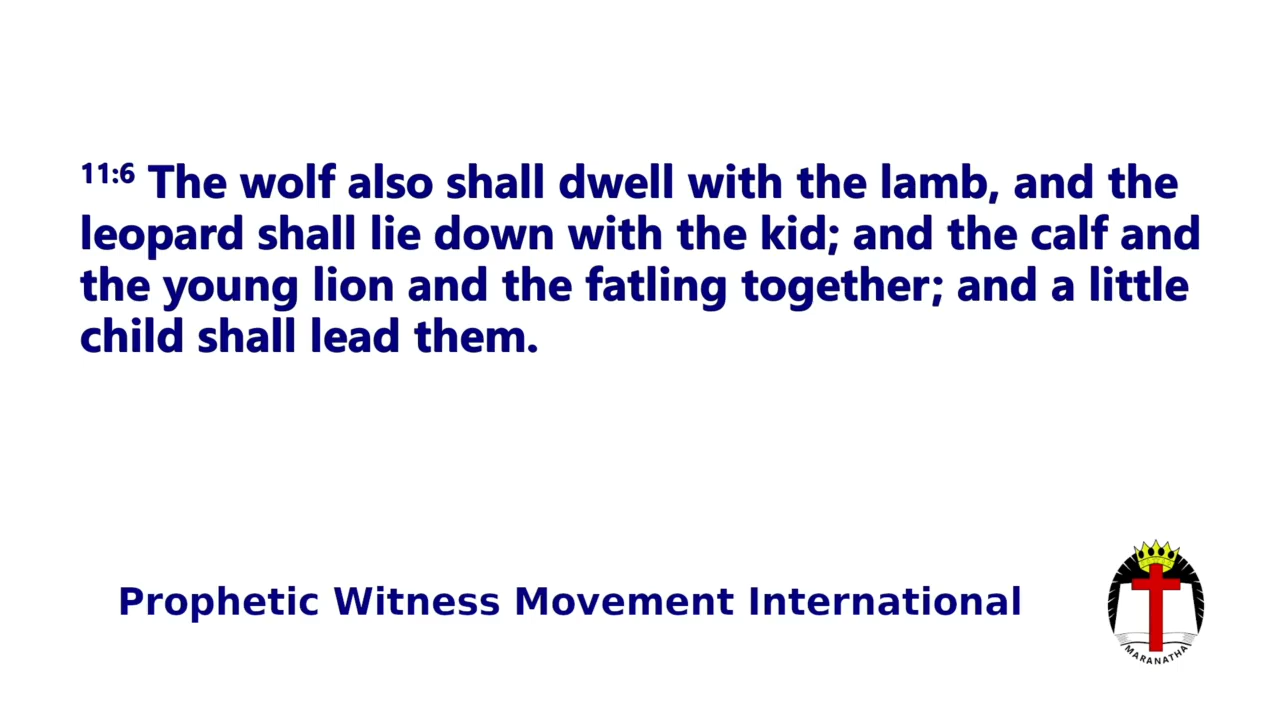 11:6 The wolf also shall dwell with the lamb, and the
leopard shall lie down with the kid; and the calf and
the young lion and the fatling together; and a little
child shall lead them.
Prophetic Witness Movement International
MARANATHA